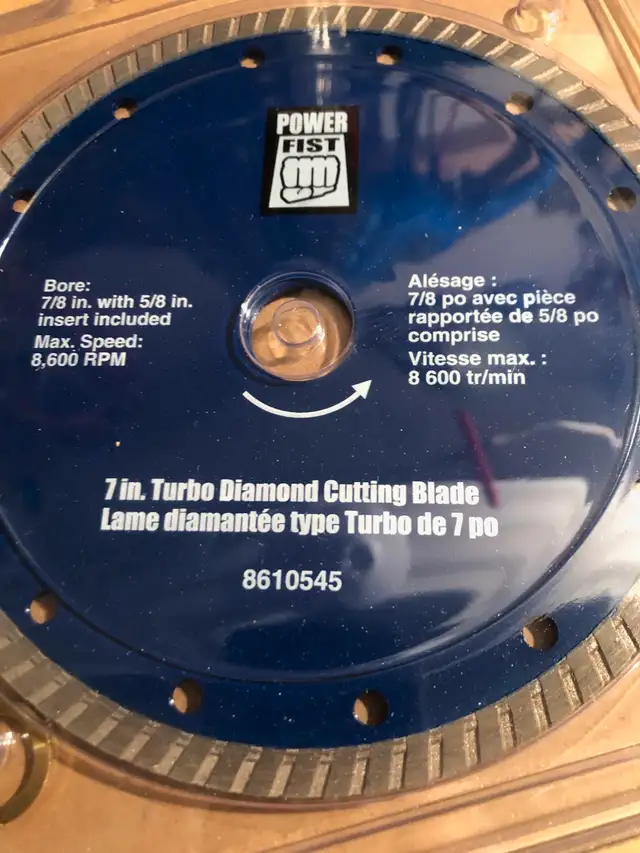 POWER
FIST
Bore:
7/8 in. with 5/8 in.
insert included
Max. Speed:
8,600 RPM
Alésage :
7/8 po avec pièce
rapportée de 5/8 po
comprise
Vitesse max. :
8 600 tr/min
7 in. Turbo Diamond Cutting Blade
Lame diamantée type Turbo de 7 po
8610545